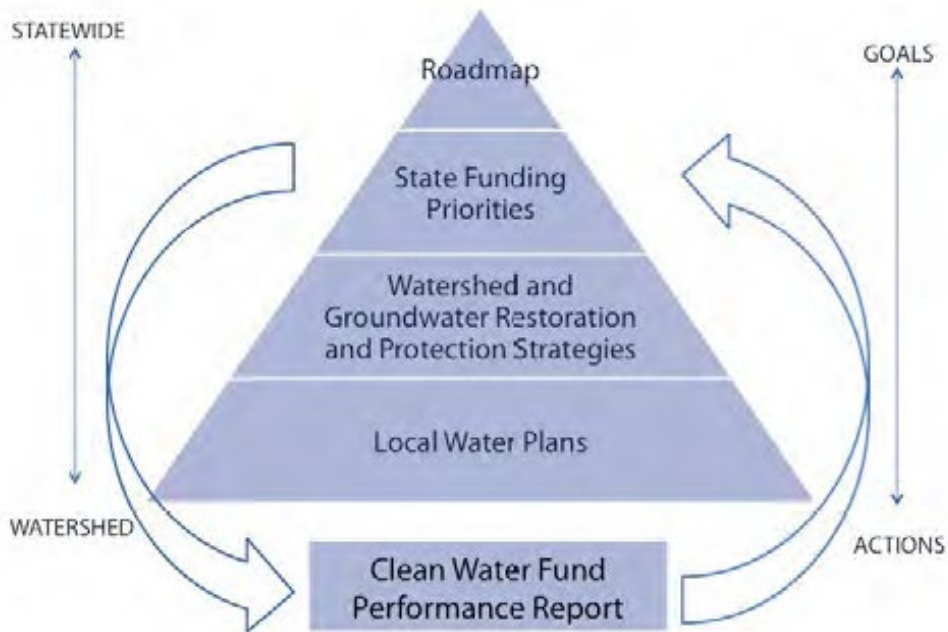 STATEWIDE
GOALS
Roadmap
State Funding
Priorities
Watershed and
Groundwater Restoration
and Protection Strategies
Local Water Plans
WATERSHED
ACTIONS
Clean Water Fund
Performance Report